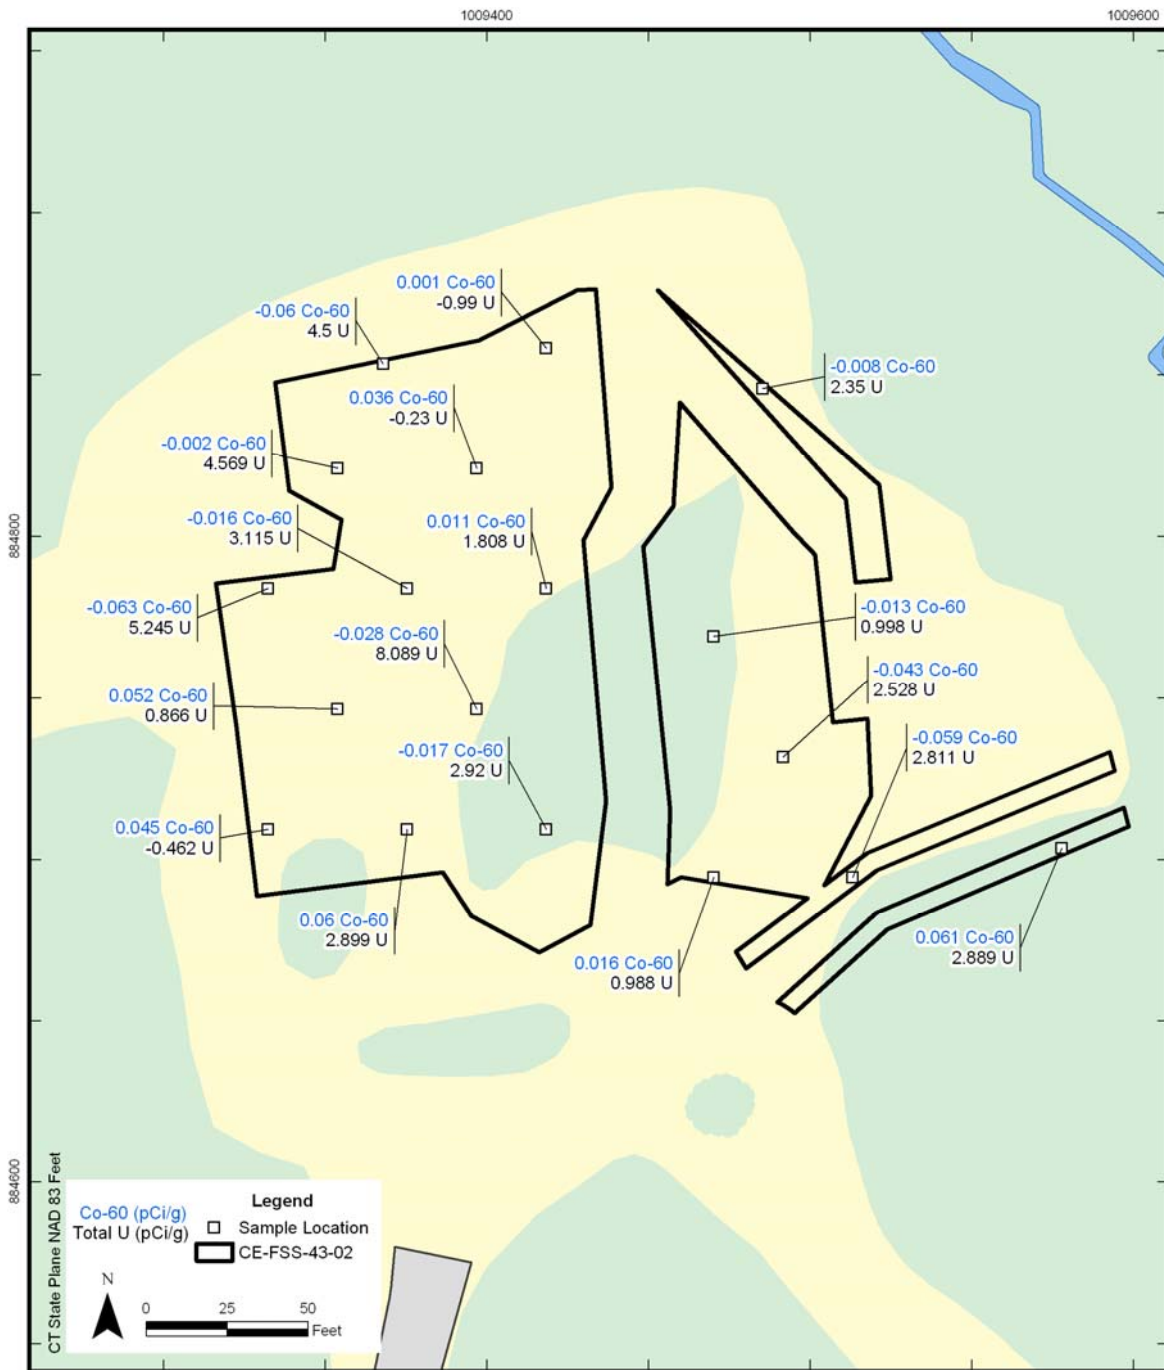 1009400
1009600
0.001 Co-60
-0.99 U
-0.06 Co-60
4.5 U
-0.008 Co-60
2.35 U
0.036 Co-60
-0.23 U
-0.002 Co-60
4.569 U
884800
-0.016 Co-60
3.115 U
0.011 Co-60
1.808 U
-0.063 Co-60
5.245 U
-0.013 Co-60
0.998 U
-0.028 Co-60
8.089 U
-0.043 Co-60
2.528 U
0.052 Co-60
0.866 U
-0.059 Co-60
2.811 U
-0.017 Co-60
2.92 U
0.045 Co-60
-0.462 U
0.06 Co-60
2.899 U
0.061 Co-60
2.889 U
0.016 Co-60
0.988 U
884600
CT State Plane NAD 83 Feet
Legend
Co-60 (pCi/g)
Total U (pCi/g)
Sample Location
CE-FSS-43-02
N
0 25 50
Feet